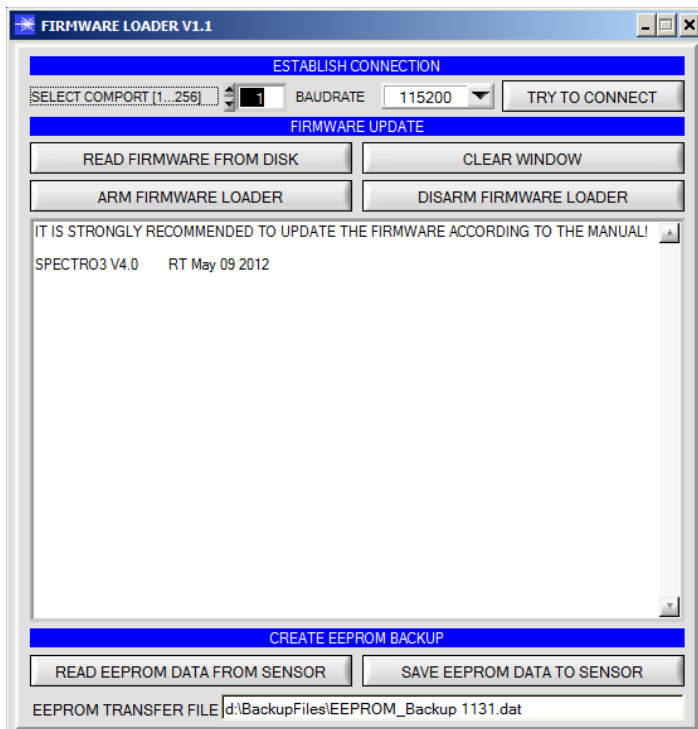 FIRMWARE LOADER V1.1
ESTABLISH CONNECTION
SELECT COMPORT [1...256] 1 BAUDRATE 115200 TRY TO CONNECT
FIRMWARE UPDATE
READ FIRMWARE FROM DISK CLEAR WINDOW
ARM FIRMWARE LOADER DISARM FIRMWARE LOADER
IT IS STRONGLY RECOMMENDED TO UPDATE THE FIRMWARE ACCORDING TO THE MANUAL!
SPECTRO3 V4.0 RT May 09 2012
CREATE EEPROM BACKUP
READ EEPROM DATA FROM SENSOR SAVE EEPROM DATA TO SENSOR
EEPROM TRANSFER FILE d:\BackupFiles\EEPROM_Backup 1131.dat